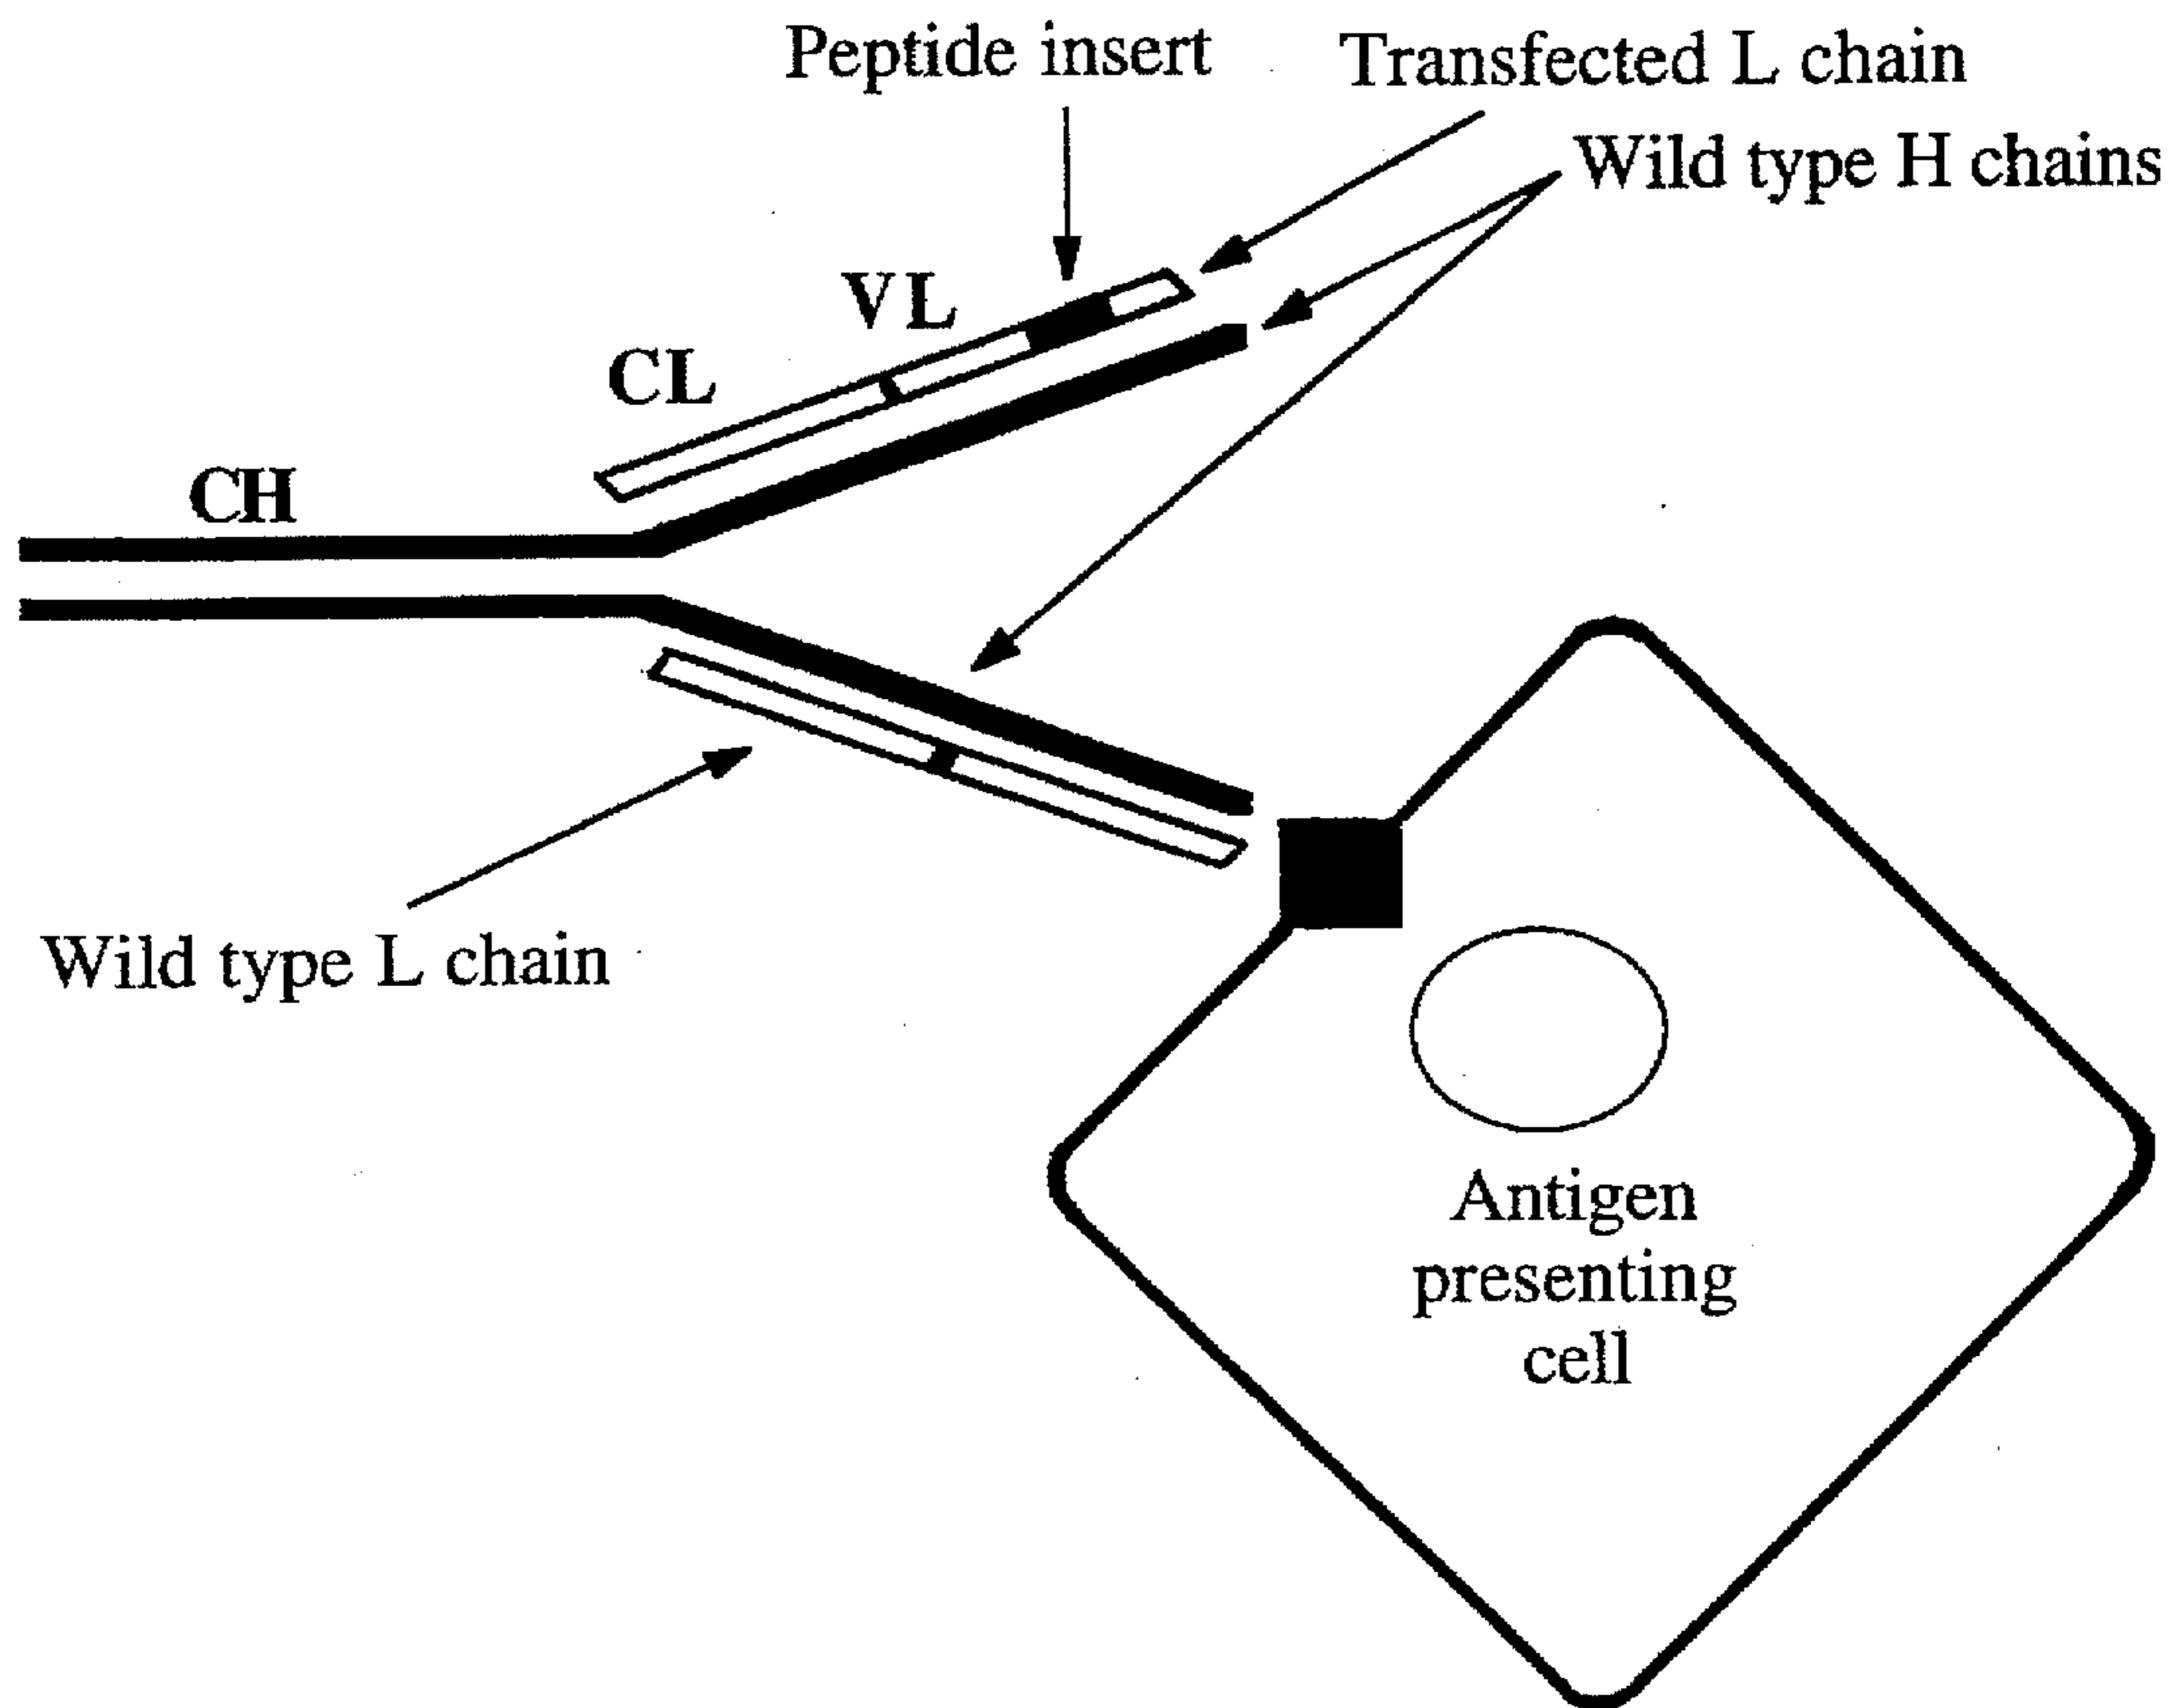 Peptide insert
Transfected L chain
Wild type H chains
VL
CL
CH
Wild type L chain
Antigen
presenting
cell